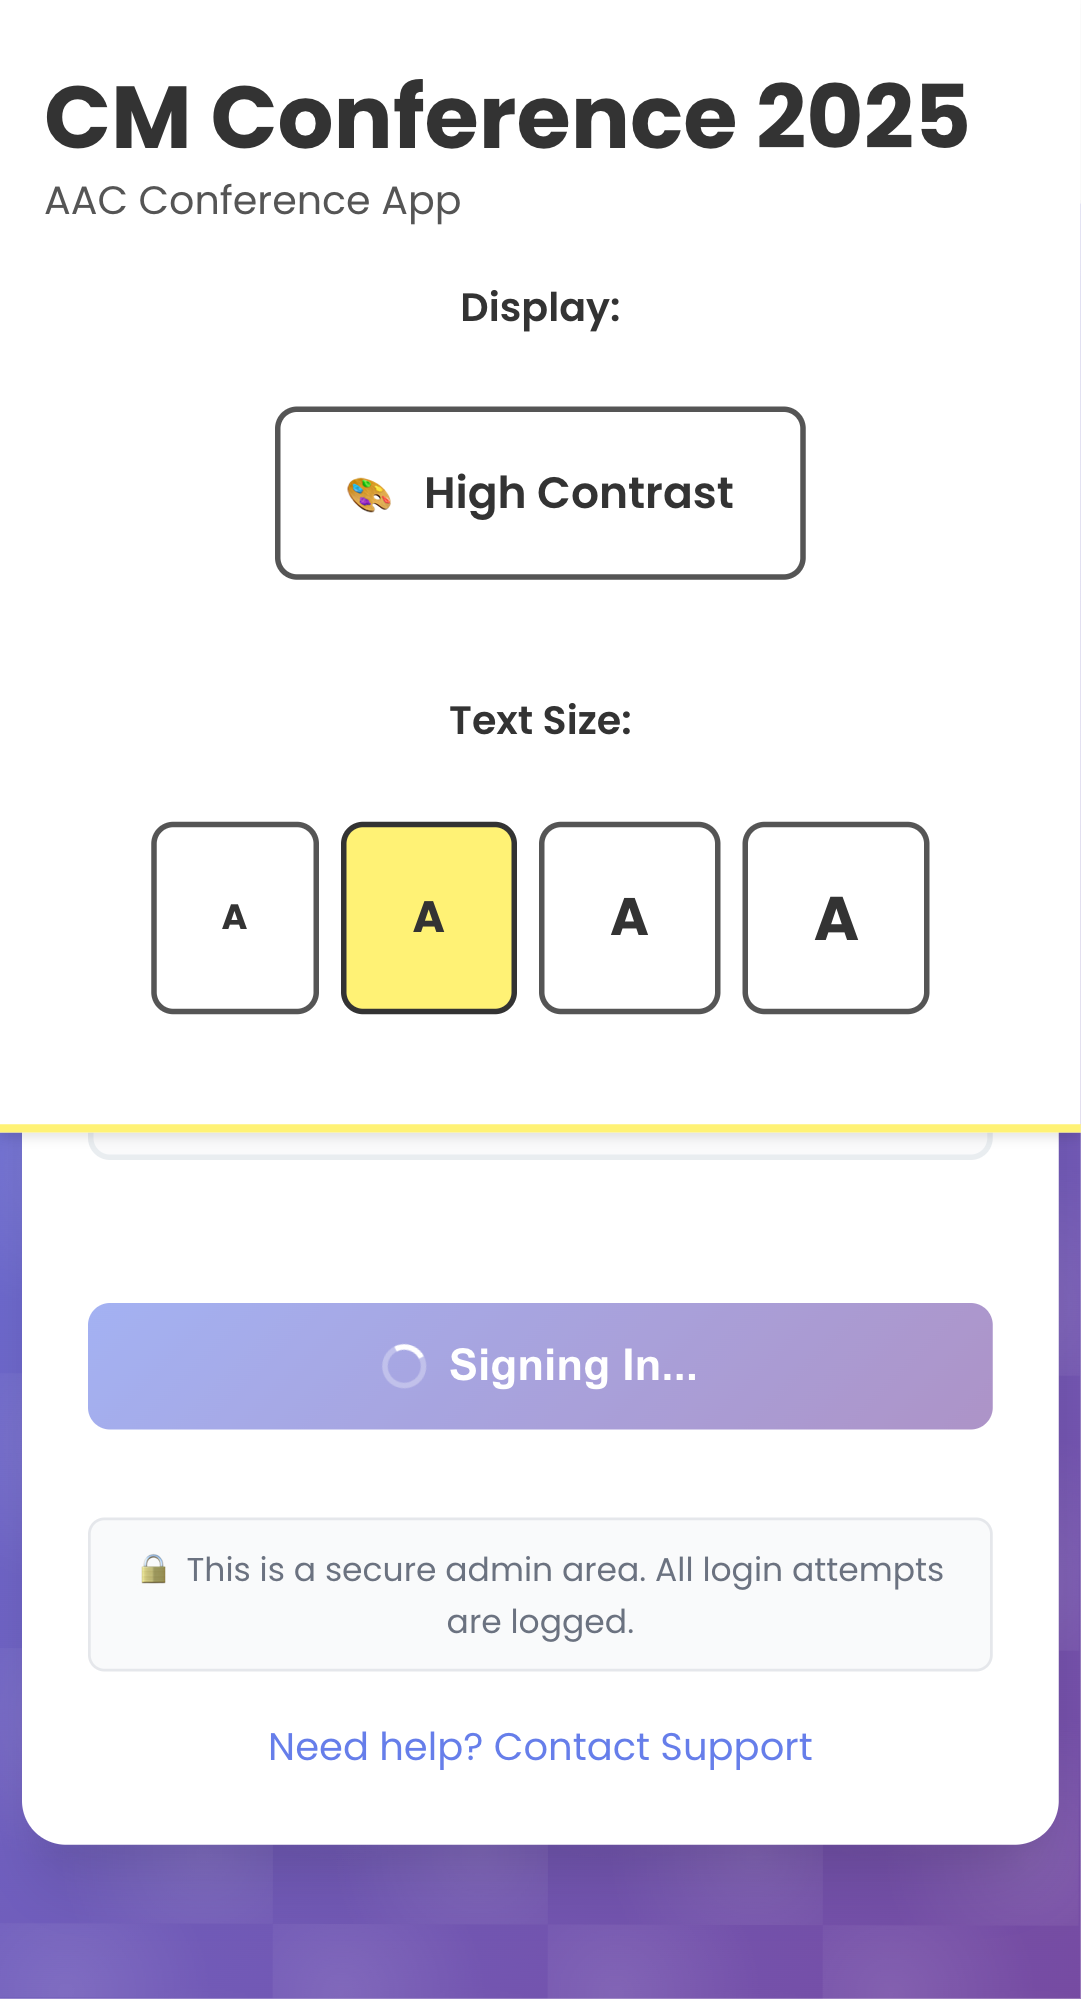 CM Conference 2025
AAC Conference App
Display:
🎨 High Contrast
Text Size:
A A A A
Signing In...
🔒 This is a secure admin area. All login attempts
are logged.
Need help? Contact Support